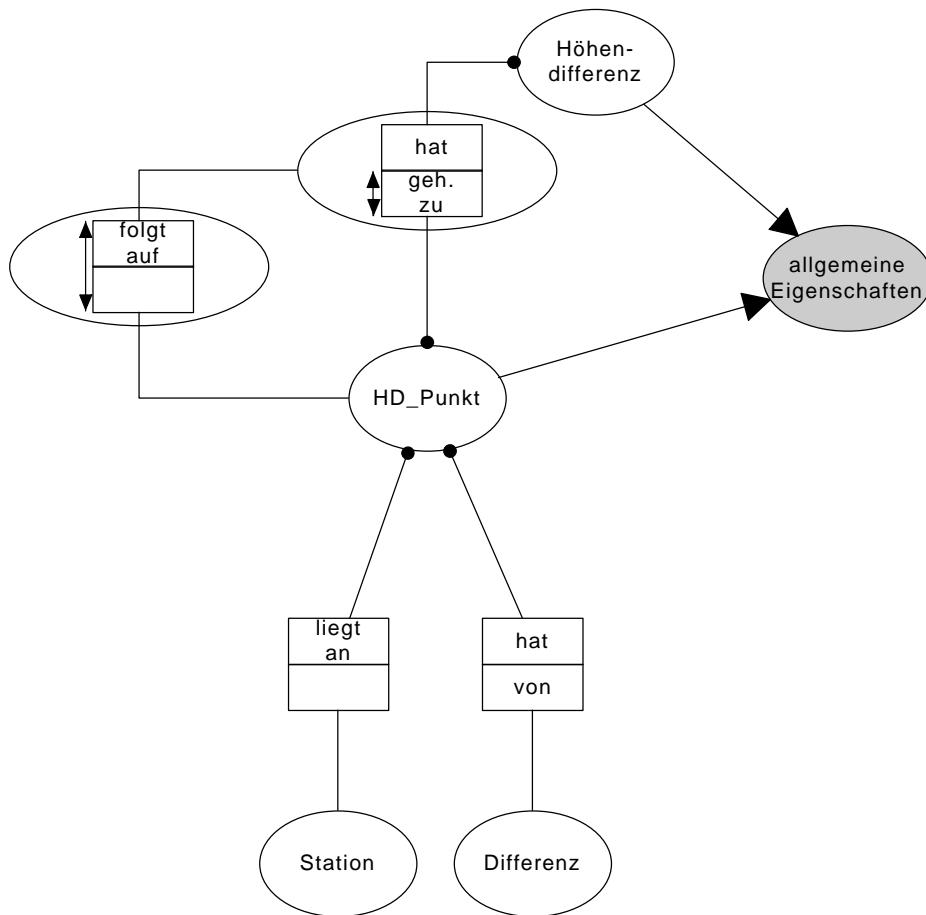 Höhen-
differenz
hat
geh.
zu
folgt
auf
allgemeine
Eigenschaften
HD_Punkt
liegt
an
hat
von
Station
Differenz